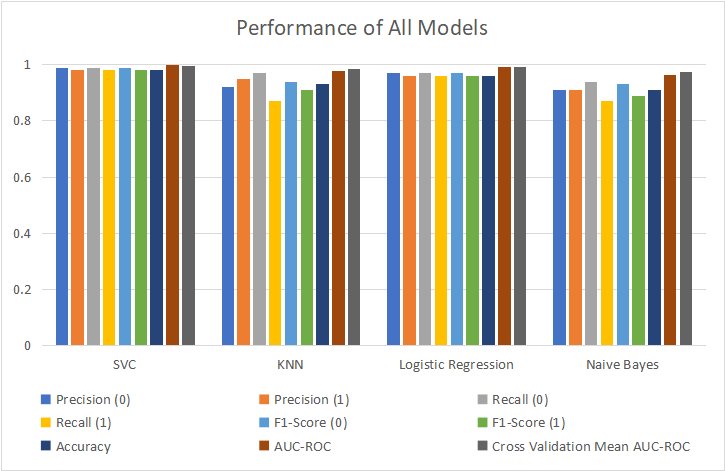 Performance of All Models
1
0.8
0.6
0.4
0.2
0
SVC KNN Logistic Regression Naive Bayes
Precision (0) Precision (1) Recall (0)
Recall (1) F1-Score (0) F1-Score (1)
Accuracy AUC-ROC Cross Validation Mean AUC-ROC